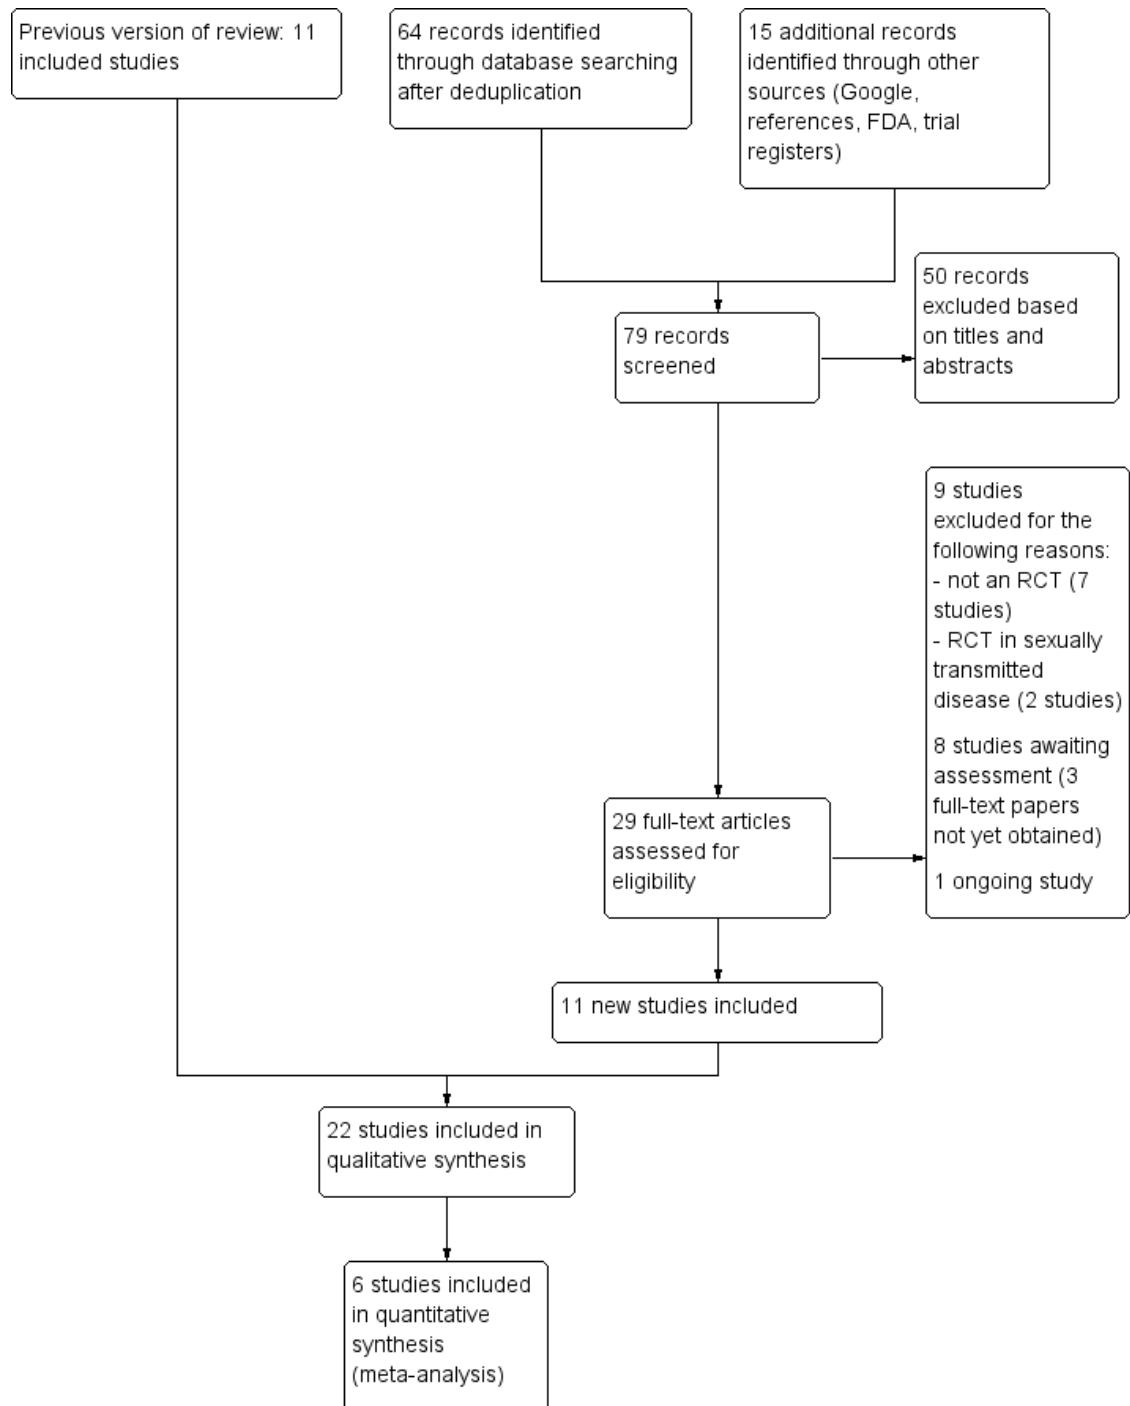 Previous version of review: 11
included studies
64 records identified
through database searching
after deduplication
15 additional records
identified through other
sources (Google,
references, FDA, trial
registers)
50 records
excluded based
on titles and
abstracts
79 records
screened
9 studies
excluded for the
following reasons:
- not an RCT (7
studies)
- RCT in sexually
transmitted
disease (2 studies)
8 studies awaiting
assessment (3
full-text papers
not yet obtained)
1 ongoing study
29 full-text articles
assessed for
eligibility
11 new studies included
22 studies included in
qualitative synthesis
6 studies included
in quantitative
synthesis
(meta-analysis)